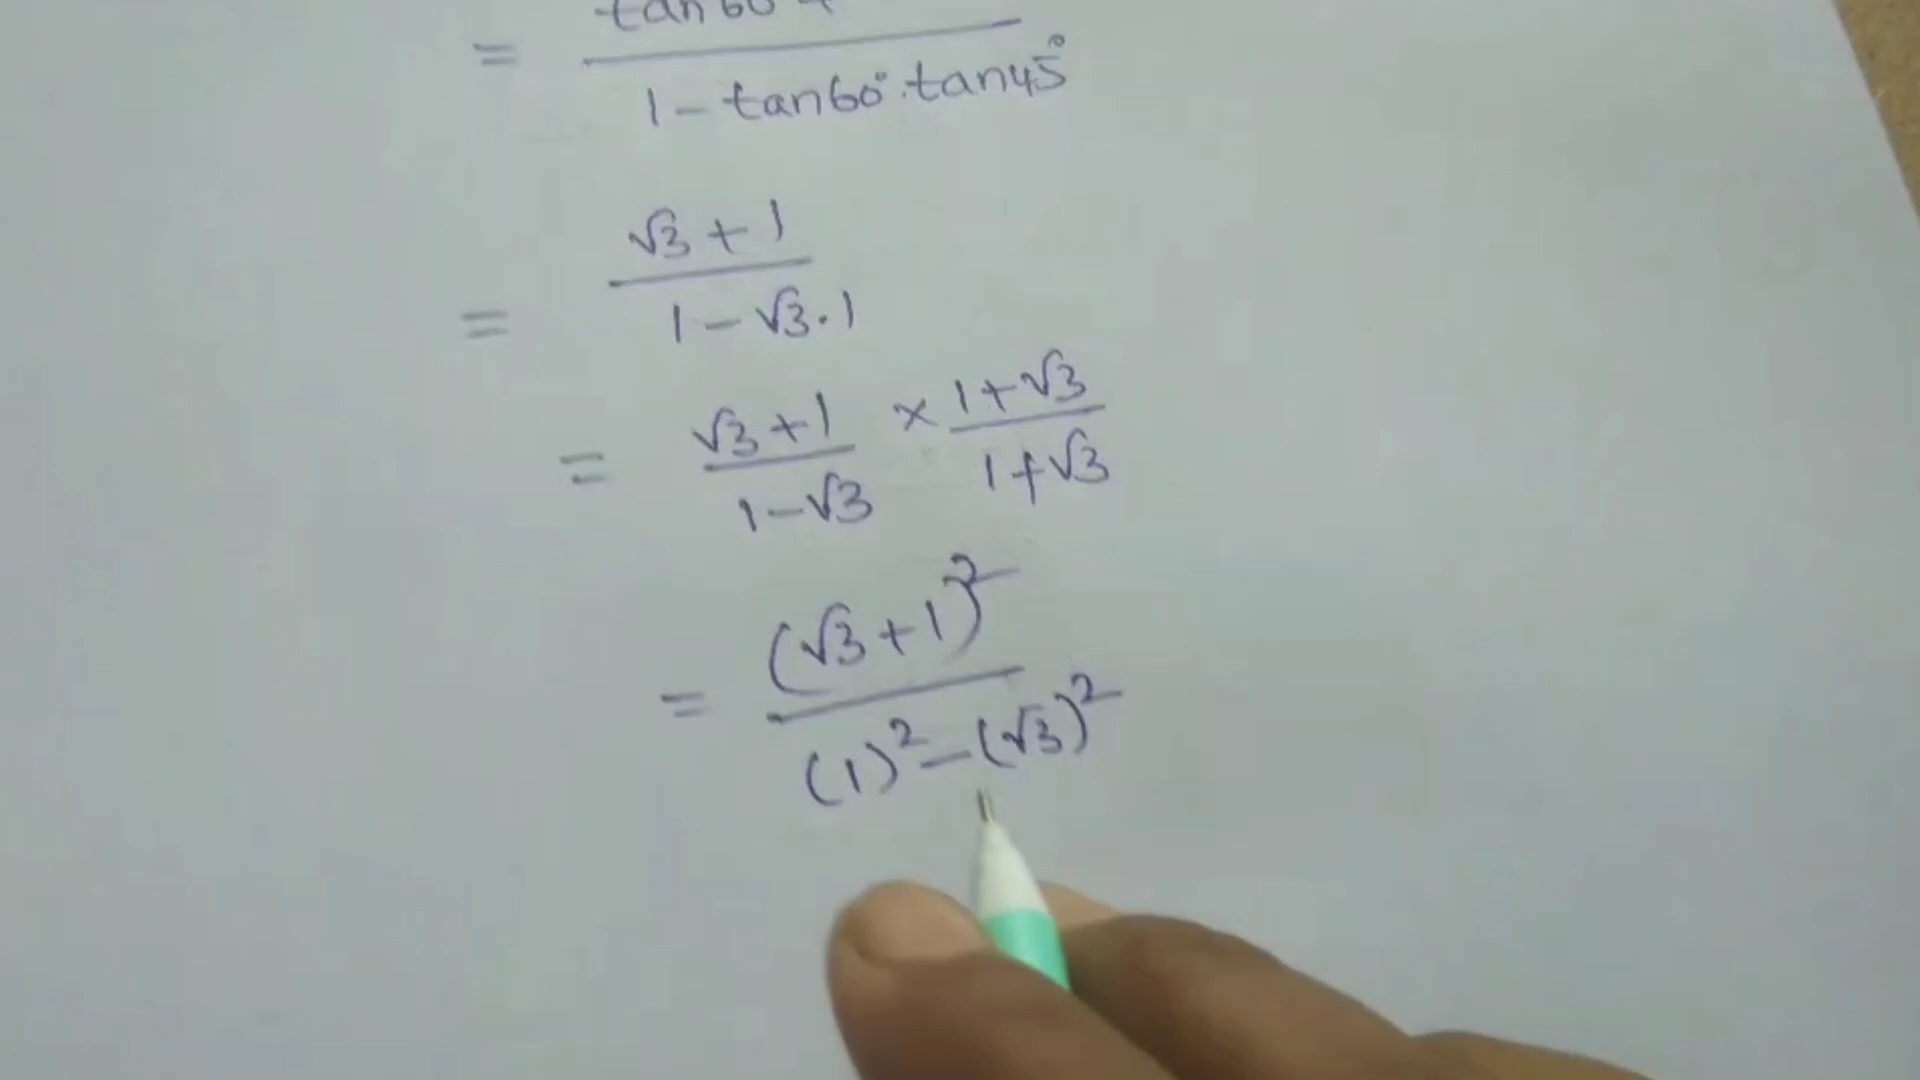 tan60 +
=
1 - tan60°.tan45°
√3 + 1
=
1 - √3.1
= √3+1 × 1+√3
1-√3 1+√3
(√3+1)²
=
(1)² - (√3)²